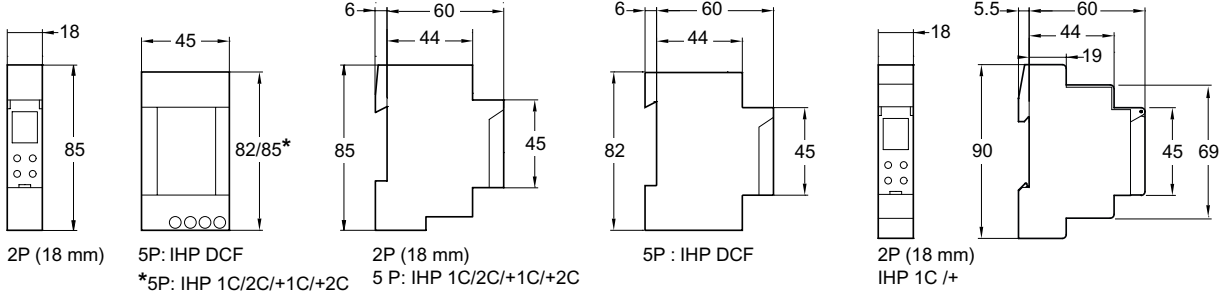 18
85
2P (18 mm)
45
82/85*
5P: IHP DCF
*5P: IHP 1C/2C/+1C/+2C
6
60
44
85
45
2P (18 mm)
5 P: IHP 1C/2C/+1C/+2C
6
60
44
82
45
5P : IHP DCF
18
5.5
60
44
19
90
45
69
2P (18 mm)
IHP 1C /+